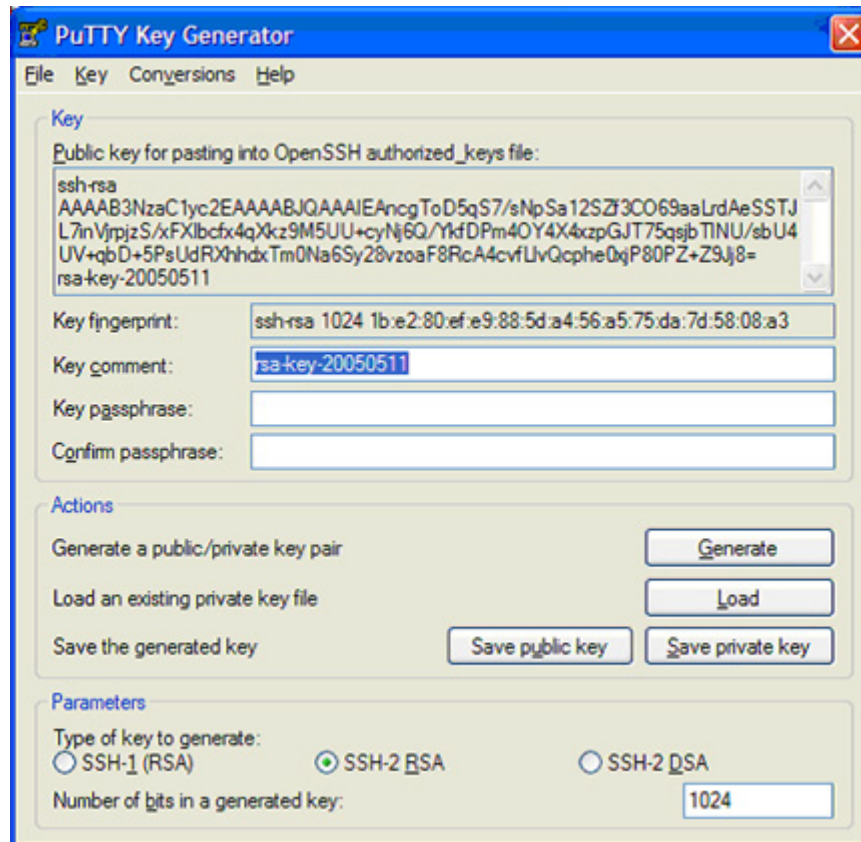 PuTTY Key Generator
File Key Conversions Help
Key
Public key for pasting into OpenSSH authorized_keys file:
ssh-rsa
AAAAB3NzaC1yc2EAAAABJQAAAIEAncgToD5qS7/sNpSa12SZf3CO69aaLrdAeSSTJ
L7inVjrpjzS/xFXlbcfx4qXkz9M5UU+cyNj6Q/YkfDPm4OY4X4xzpGJT75qsjbTlNU/sbU4
UV+qbD+5PsUdRXhhdxTm0Na6Sy28vzoaF8RcA4cvfUvQcphe0xjP80PZ+Z9Jj8=
rsa-key-20050511
Key fingerprint: ssh-rsa 1024 1b:e2:80:ef:e9:88:5d:a4:56:a5:75:da:7d:58:08:a3
Key comment: rsa-key-20050511
Key passphrase:
Confirm passphrase:
Actions
Generate a public/private key pair Generate
Load an existing private key file Load
Save the generated key Save public key Save private key
Parameters
Type of key to generate:
SSH-1 (RSA) SSH-2 RSA SSH-2 DSA
Number of bits in a generated key: 1024